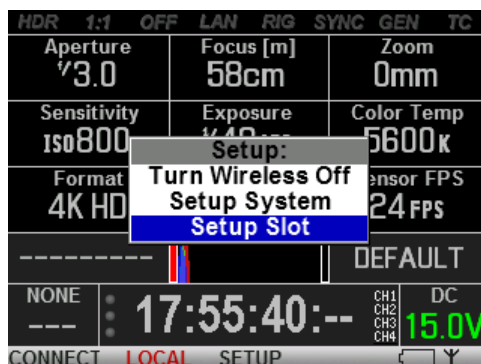 HDR 1:1 OFF LAN RIG SYNC GEN TC
Aperture Focus [m] Zoom
f/3.0 58cm 0mm
Sensitivity Exposure Color Temp
ISO800 5600K
Setup:
Turn Wireless Off
Setup System
Setup Slot
Format FPS
4K HD 24 FPS
--------- DEFAULT
NONE CH1 DC
--- 17:55:40:-- CH2 15.0V
CH3
CH4
CONNECT LOCAL SETUP